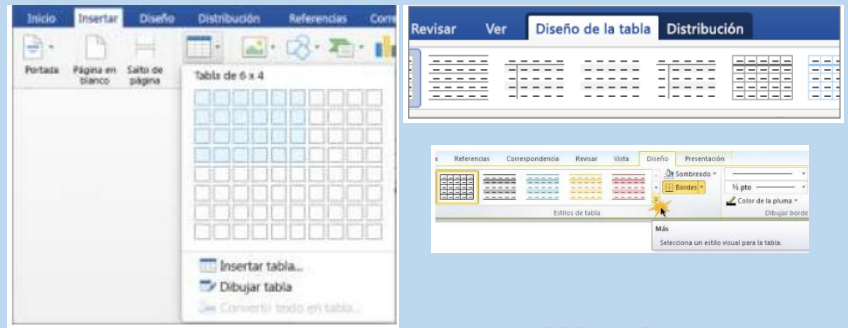 Inicio Insertar Diseño Distribución Referencias Corre
Portada Página en blanco Salto de página
Tabla de 6 x 4
Insertar tabla...
Dibujar tabla
Convertir texto en tabla...
Revisar Ver Diseño de la tabla Distribución
Referencias Correspondencia Revisar Vista Diseño Presentación
Sombreado
Bordes
½ pto
Color de la pluma
Estilos de tabla
Dibujar borde
Más
Selecciona un estilo visual para la tabla.